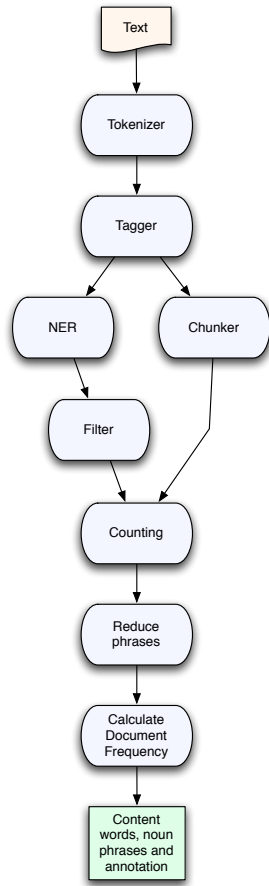 Text
Tokenizer
Tagger
NER
Chunker
Filter
Counting
Reduce
phrases
Calculate
Document
Frequency
Content
words, noun
phrases and
annotation